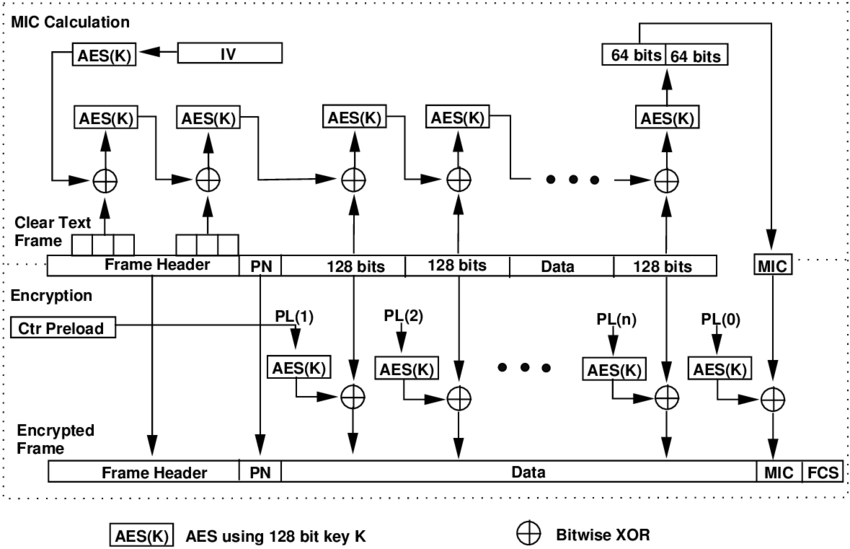 MIC Calculation
AES(K)
IV
64 bits 64 bits
AES(K) AES(K) AES(K) AES(K) AES(K)
Clear Text
Frame
Frame Header PN 128 bits 128 bits Data 128 bits MIC
Encryption
Ctr Preload
PL(1) PL(2) PL(n) PL(0)
AES(K) AES(K) AES(K) AES(K)
Encrypted
Frame
Frame Header PN Data MIC FCS
AES(K) AES using 128 bit key K Bitwise XOR